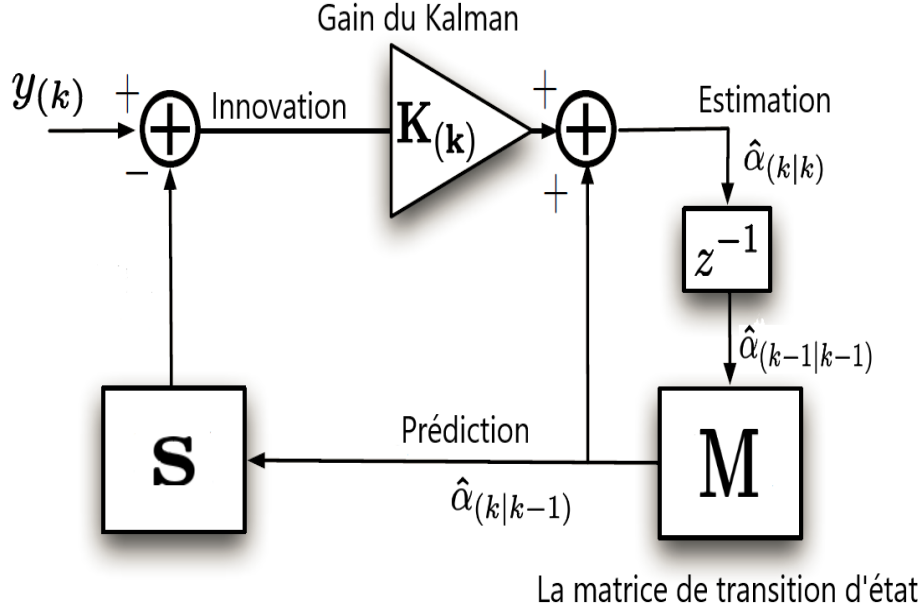 Gain du Kalman
y(k)
+
Innovation
K(k)
+
Estimation
+
+
-
+
α̂(k|k)
z⁻¹
α̂(k-1|k-1)
S
Prédiction
α̂(k|k-1)
M
La matrice de transition d'état